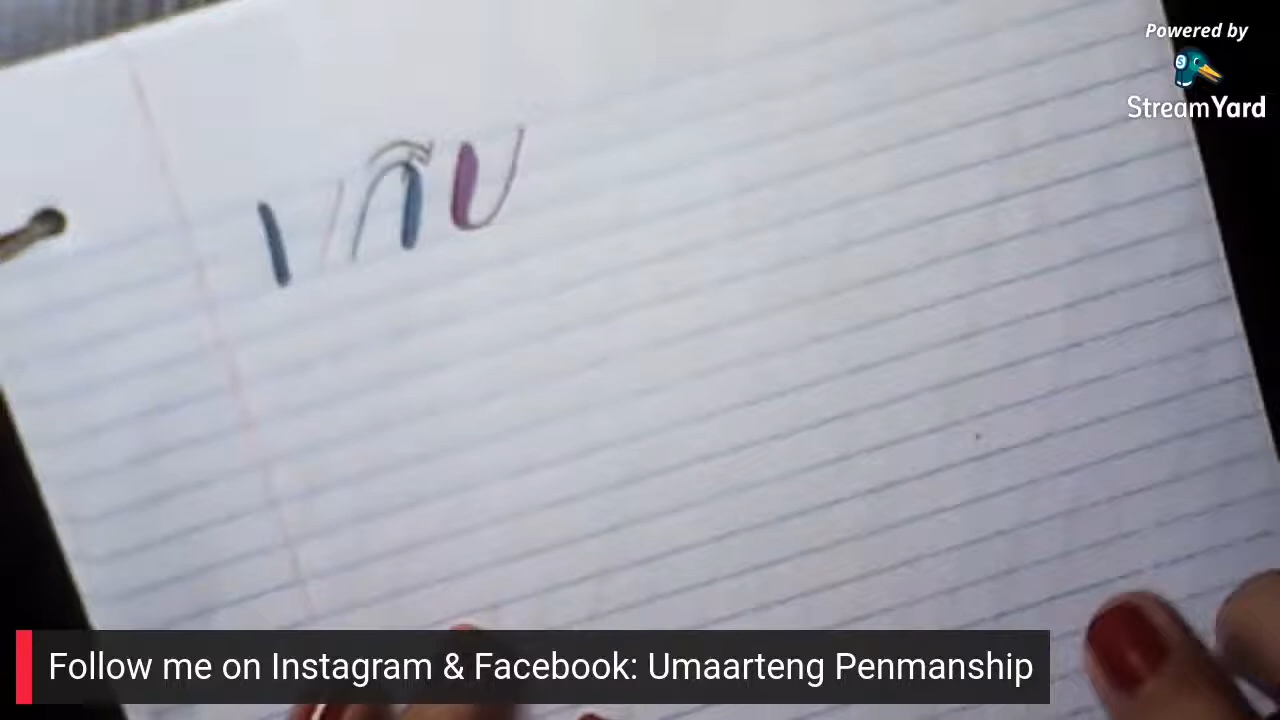 Powered by
StreamYard
Follow me on Instagram & Facebook: Umaarteng Penmanship